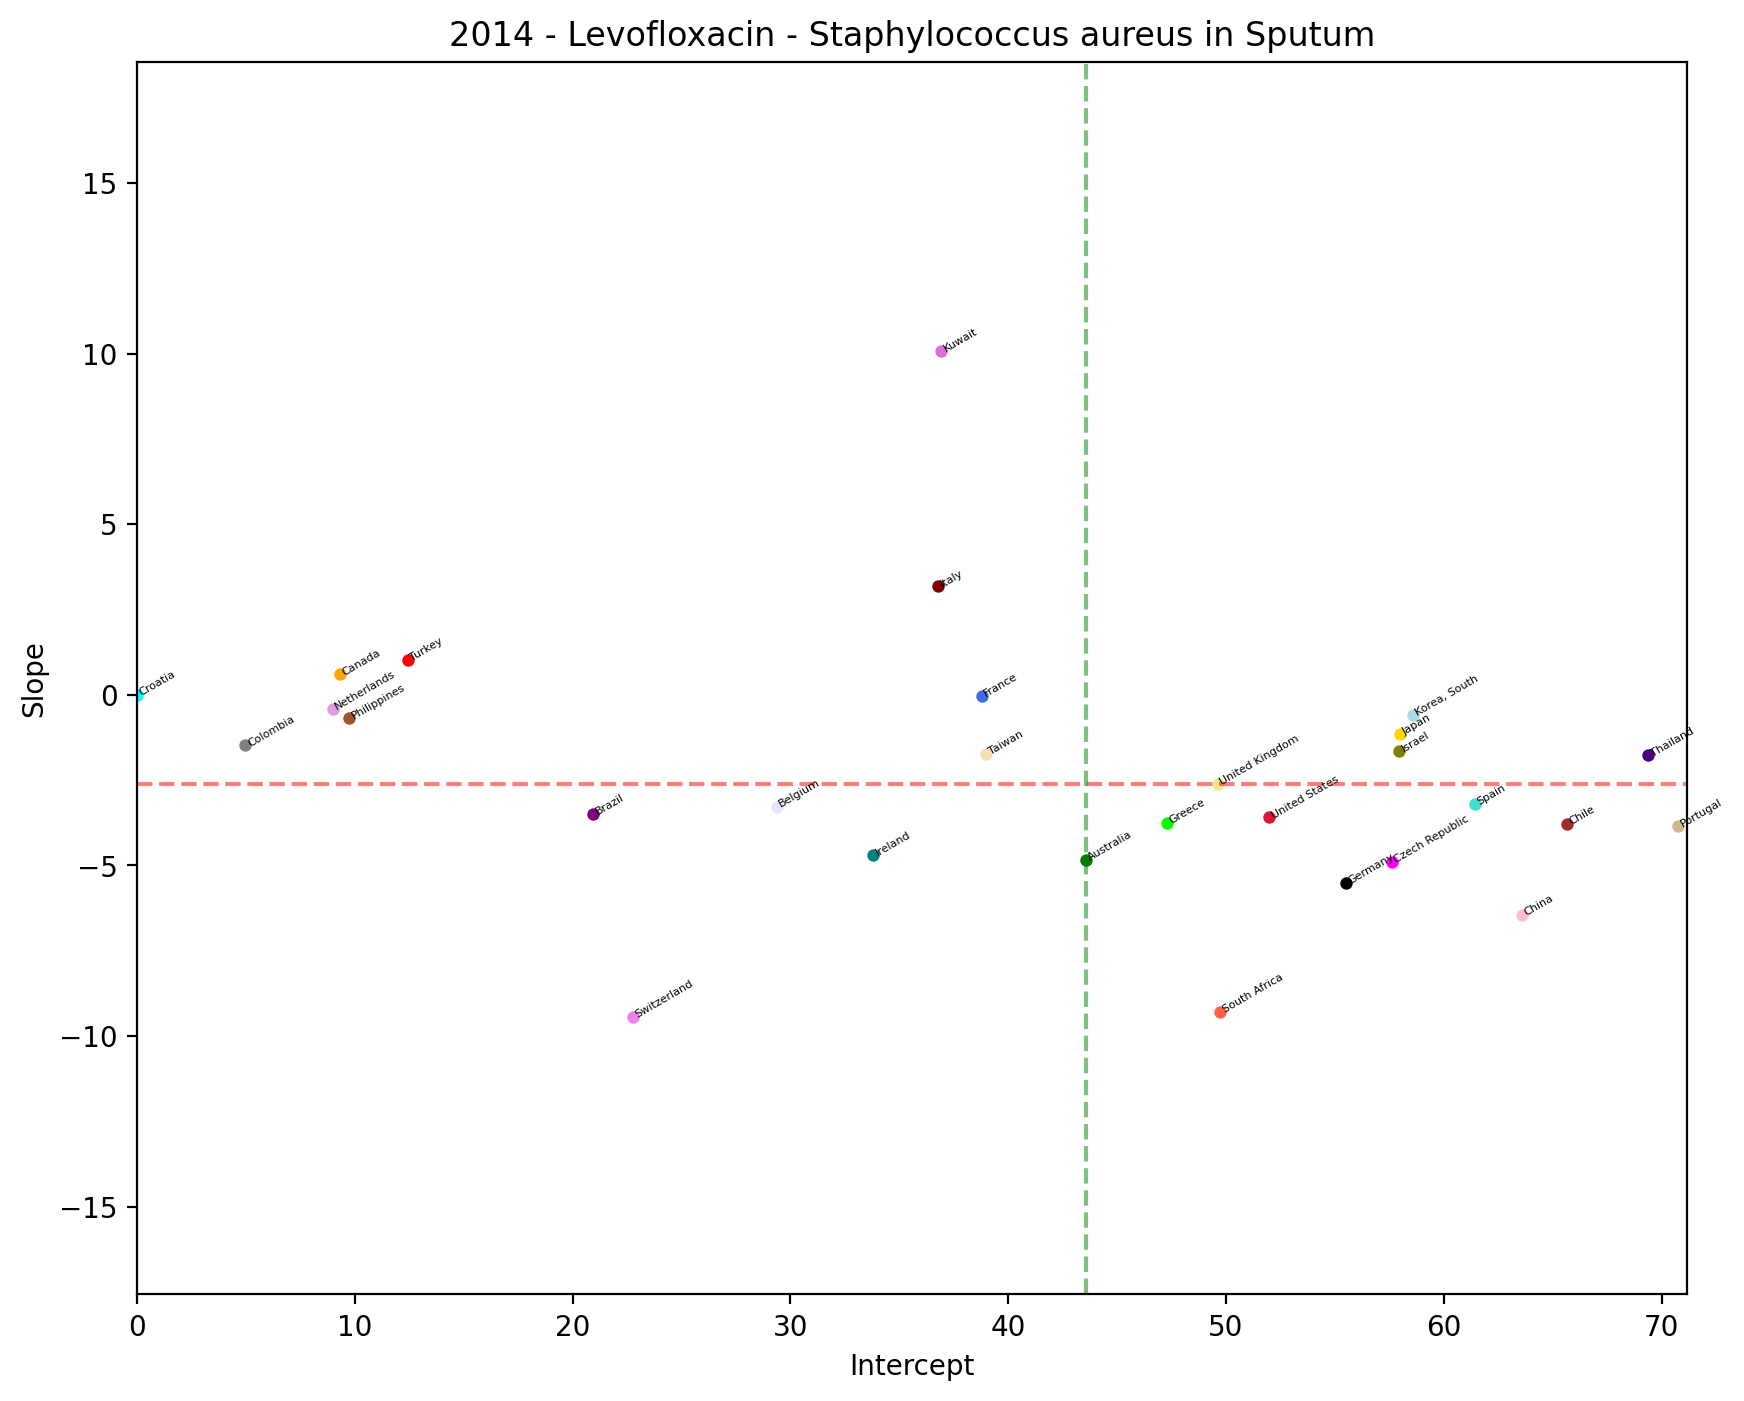 2014 - Levofloxacin - Staphylococcus aureus in Sputum
15
10
5
0
−5
−10
−15
Slope
Kuwait
Italy
Turkey
Canada
Croatia
Netherlands
Philippines
Colombia
France
Taiwan
Korea, South
Japan
Israel
Thailand
United Kingdom
Belgium
Brazil
Spain
United States
Greece
Chile
Portugal
Ireland
Australia
Czech Republic
Germany
China
Switzerland
South Africa
0 10 20 30 40 50 60 70
Intercept